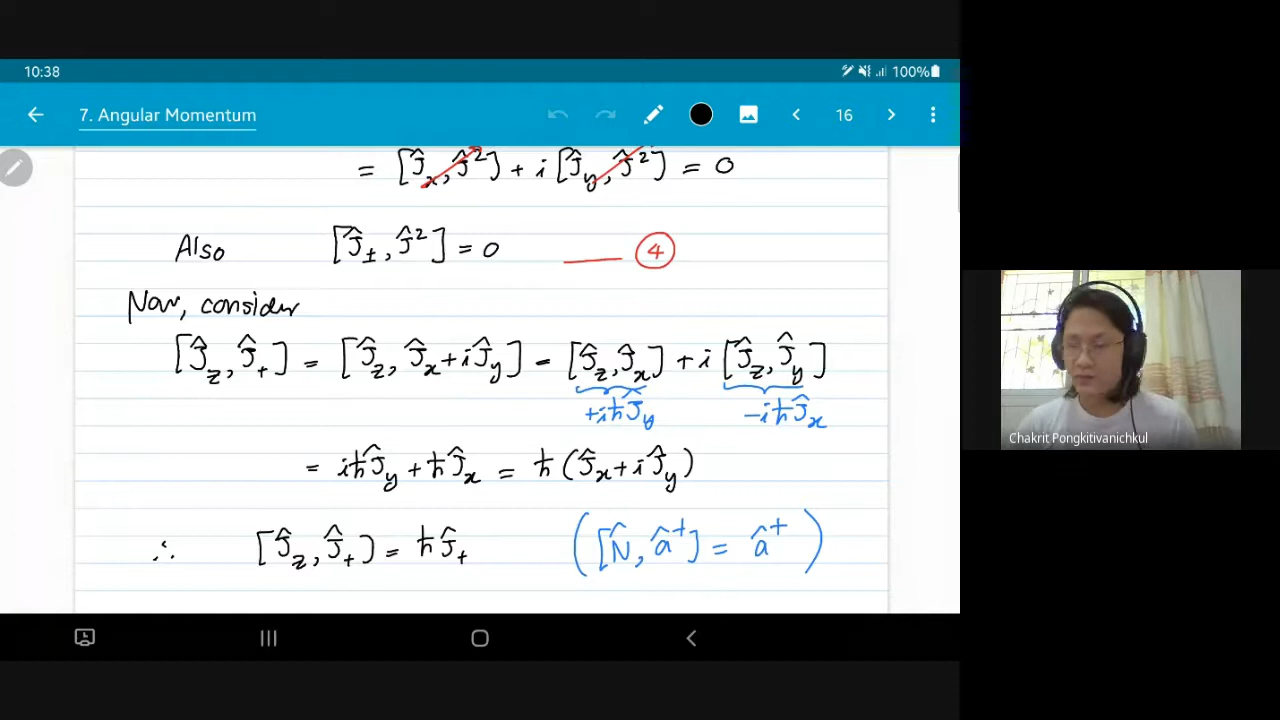 10:38
100%
7. Angular Momentum
16
= [Ĵx, Ĵ²] + i [Ĵy, Ĵ²] = 0
Also [Ĵ±, Ĵ²] = 0 —— ④
Now, consider
[Ĵz, Ĵ+] = [Ĵz, Ĵx + iĴy] = [Ĵz, Ĵx] + i [Ĵz, Ĵy]
+iħĴy -iħĴx
= iħĴy + ħĴx = ħ (Ĵx + iĴy)
∴ [Ĵz, Ĵ+] = ħĴ+ ([N̂, â†] = â†)
Chakrit Pongkitivanichkul